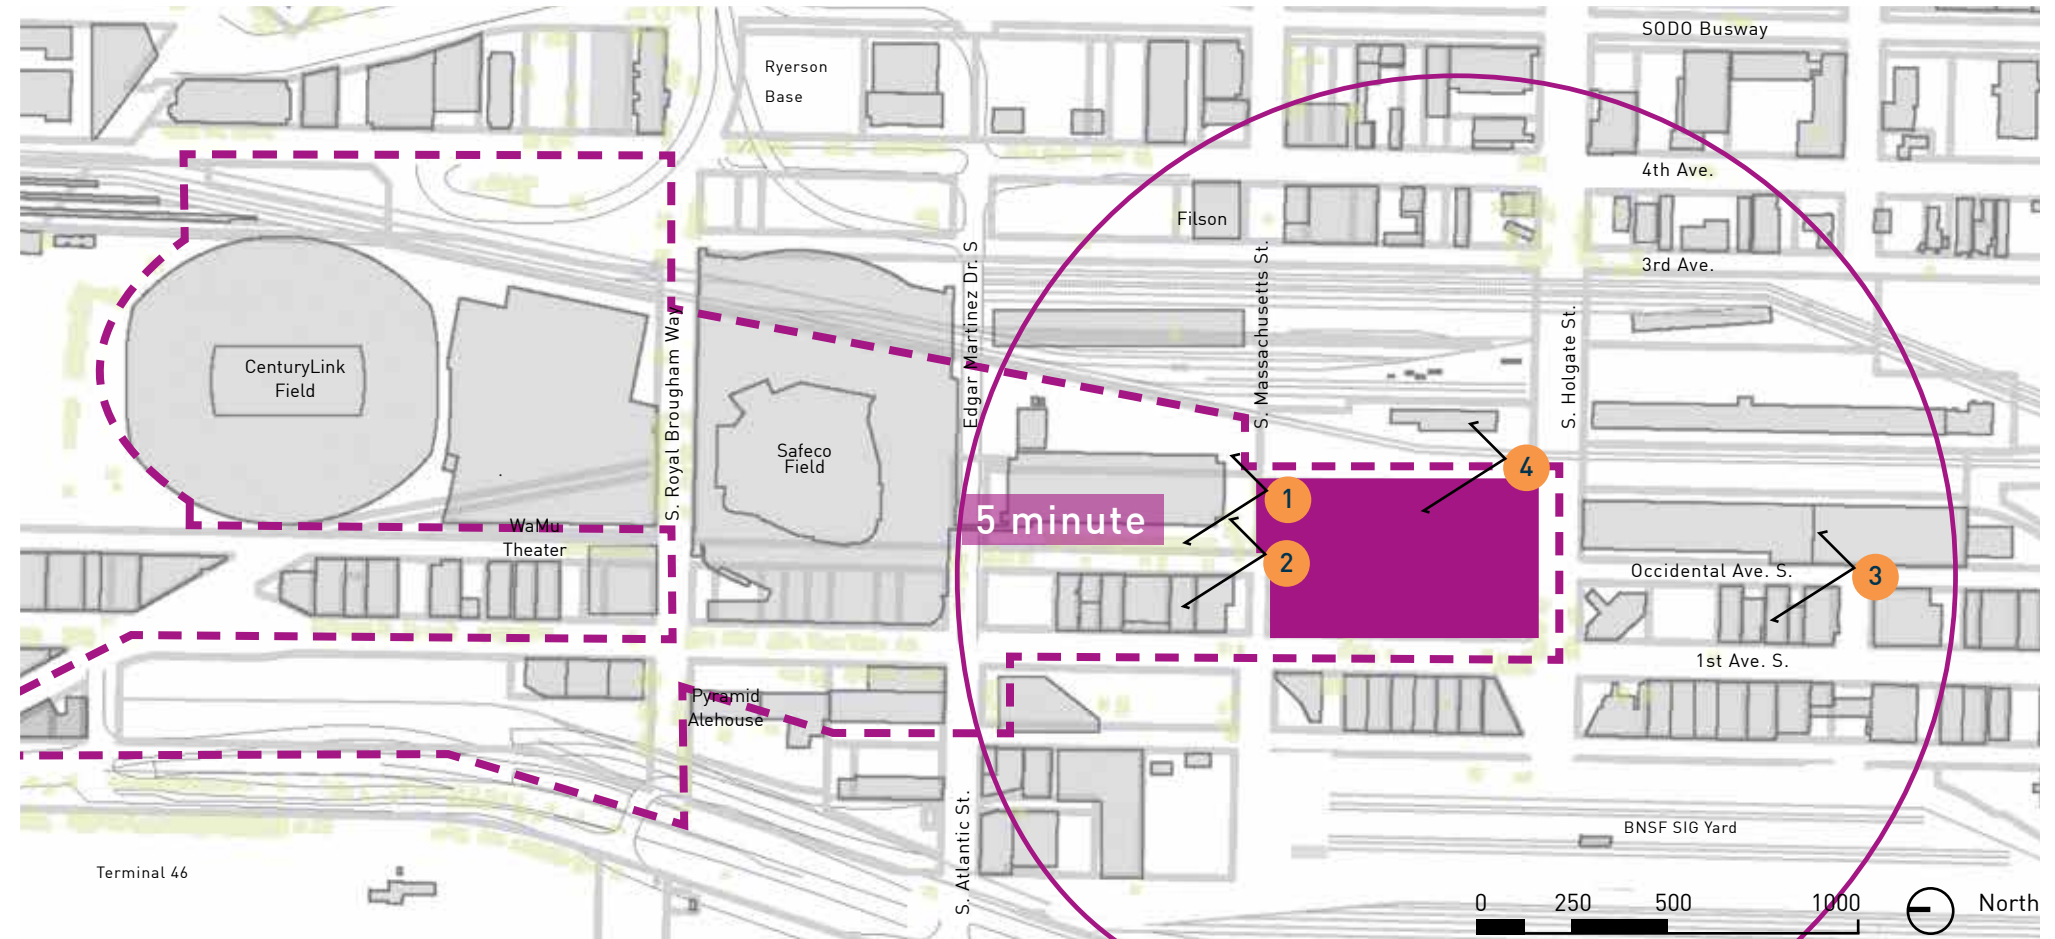 SODO Busway
Ryerson
Base
4th Ave.
Filson
3rd Ave.
S. Royal Brougham Way
Edgar Martinez Dr. S
S. Massachusetts St.
S. Holgate St.
CenturyLink
Field
Safeco
Field
4
1
5 minute
WaMu
Theater
2
Occidental Ave. S.
3
1st Ave. S.
Pyramid
Alehouse
S. Atlantic St.
BNSF SIG Yard
Terminal 46
0 250 500 1000
North